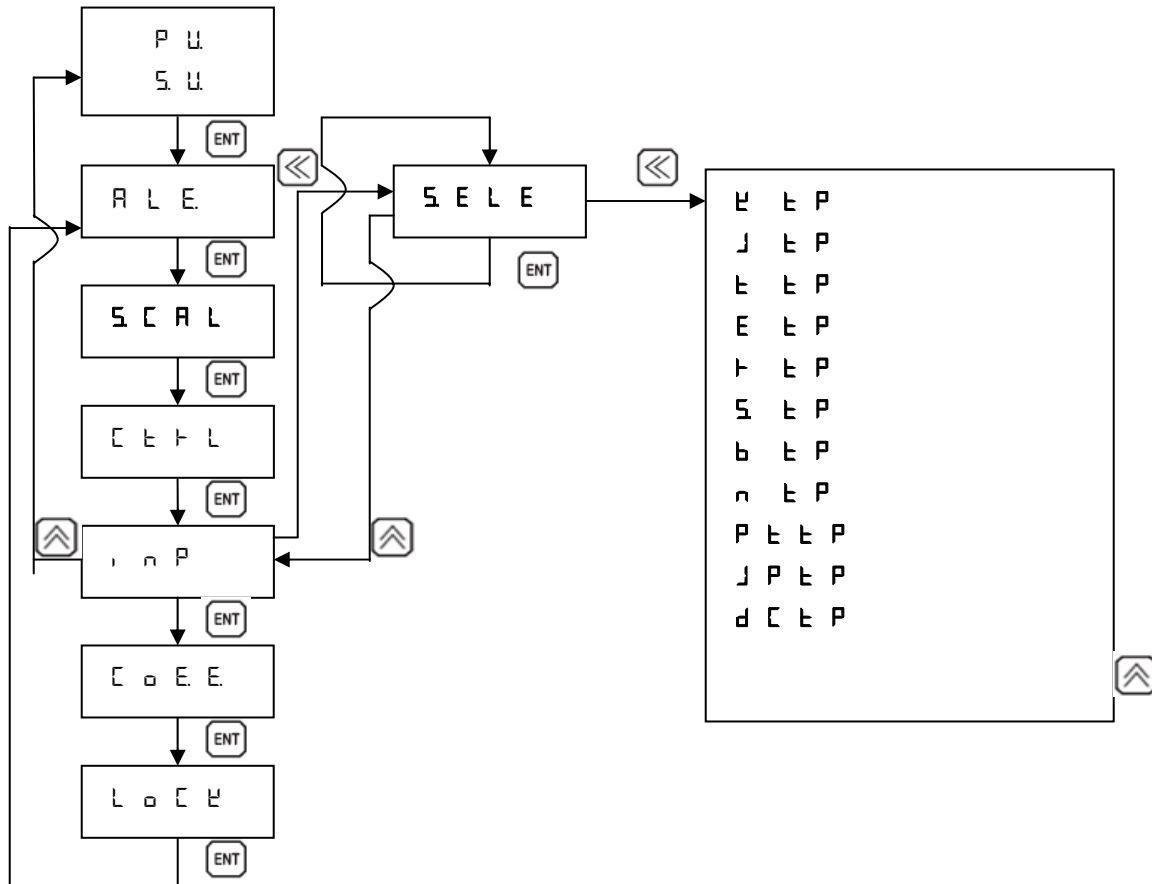 P U.
S. U.
ENT
A L E.
ENT
S. C A L
ENT
C t r L
ENT
i n P
ENT
C o E. E.
ENT
L o C K
ENT
S. E L E
ENT
K t P
J t P
t t P
E t P
r t P
S. t P
b t P
n t P
P t t P
J P t P
d C t P